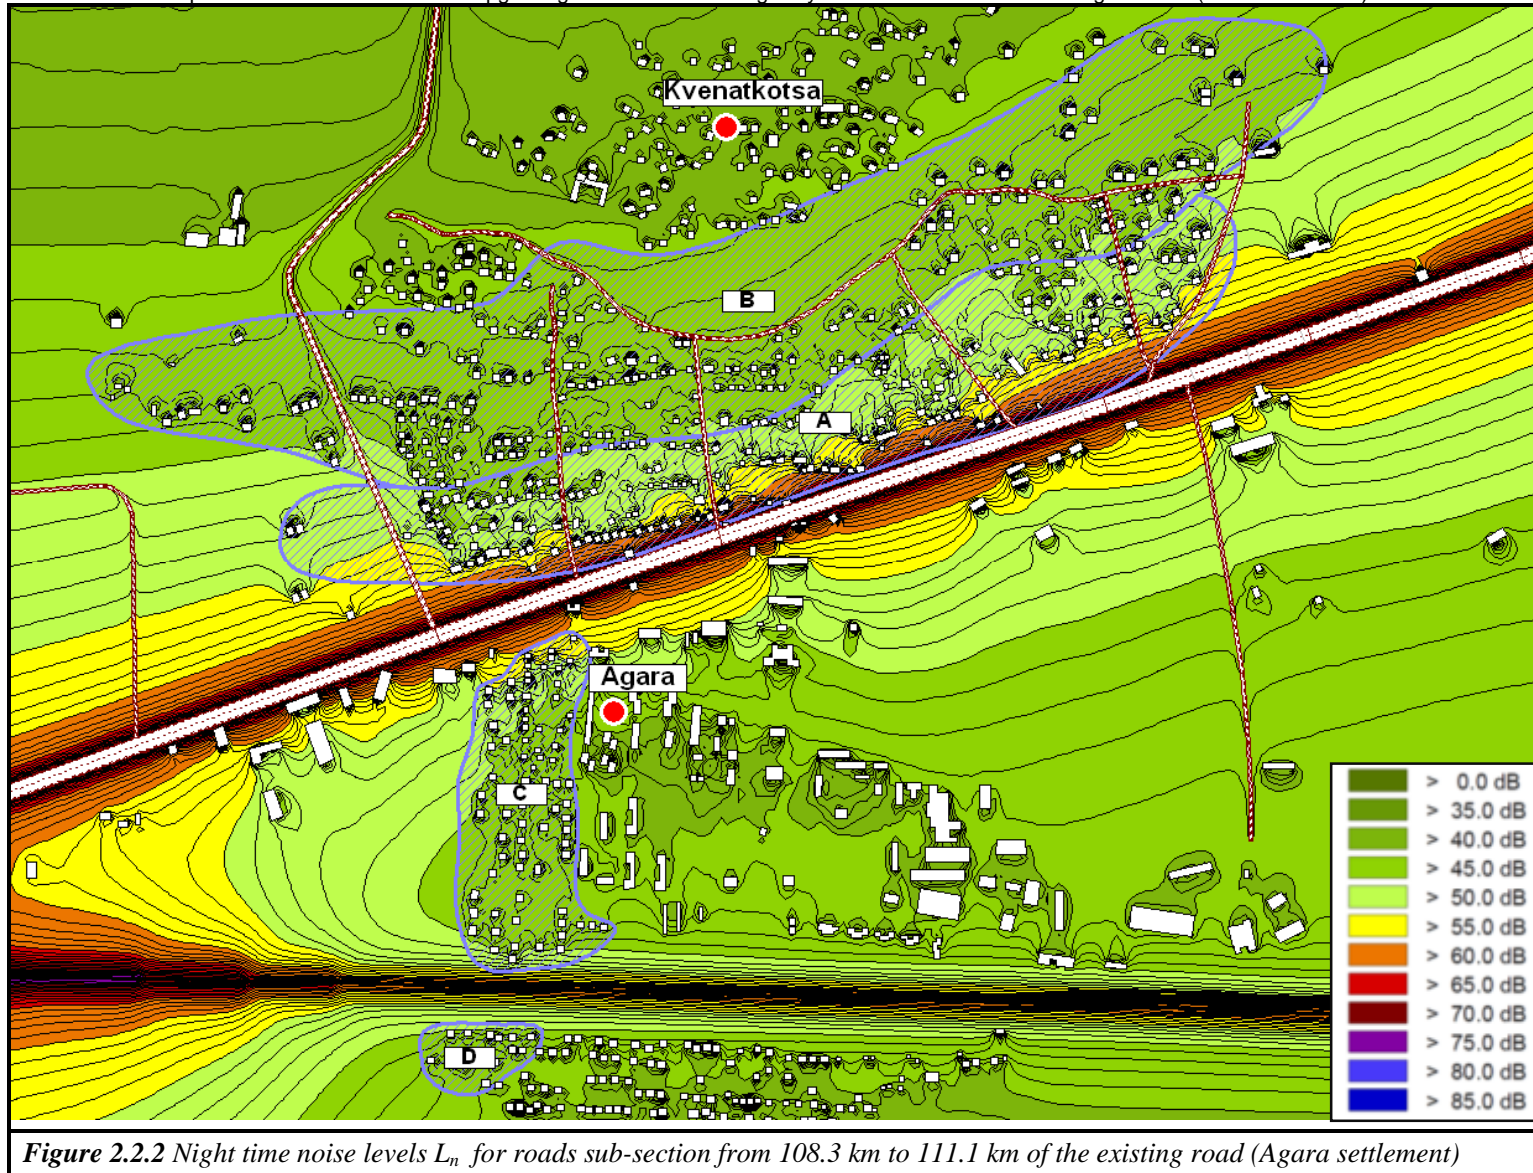 Kvenatkotsa
B
A
Agara
C
D
> 0.0 dB
> 35.0 dB
> 40.0 dB
> 45.0 dB
> 50.0 dB
> 55.0 dB
> 60.0 dB
> 65.0 dB
> 70.0 dB
> 75.0 dB
> 80.0 dB
> 85.0 dB
Figure 2.2.2 Night time noise levels Ln for roads sub-section from 108.3 km to 111.1 km of the existing road (Agara settlement)